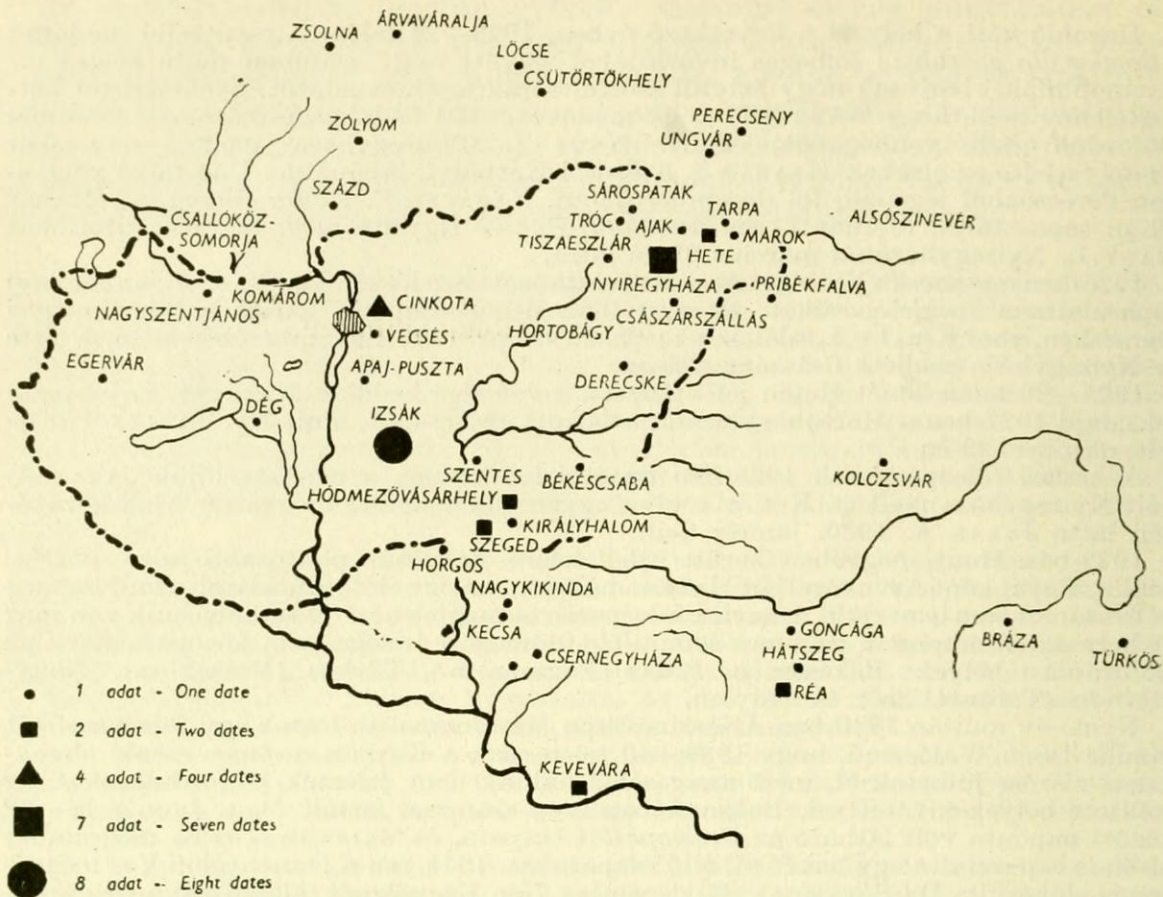 ÁRVAVÁRALJA
ZSOLNA
LÖCSE
CSÜTÖRTÖKHELY
PERECSENY
UNGVÁR
ZÓLYOM
SZÁZD
SÁROSPATAK
TRÓC
AJAK
TARPA
MÁROK
ALSÓSZINEVÉR
CSALLÓKÖZ-
SOMORJA
TISZAESZLÁR
HETE
KOMÁROM
NAGYSZENTJÁNOS
CINKOTA
NYIREGYHÁZA
PRIBÉKFALVA
CSÁSZÁRSZÁLLÁS
HORTOBÁGY
VECSÉS
EGERVÁR
APAJ-PUSZTA
DERECSKE
DÉG
IZSÁK
SZENTES
BÉKÉSCSABA
KOLOZSVÁR
HÓDMEZŐVÁSÁRHELY
KIRÁLYHALOM
SZEGED
HORGOS
NAGYKIKINDA
KECSA
CSERNEGYHÁZA
GONCÁGA
HÁTSZEG
RÉA
BRÁZA
TÜRKÖS
KEVEVÁRA
1 adat - One date
2 adat - Two dates
4 adat - Four dates
7 adat - Seven dates
8 adat - Eight dates